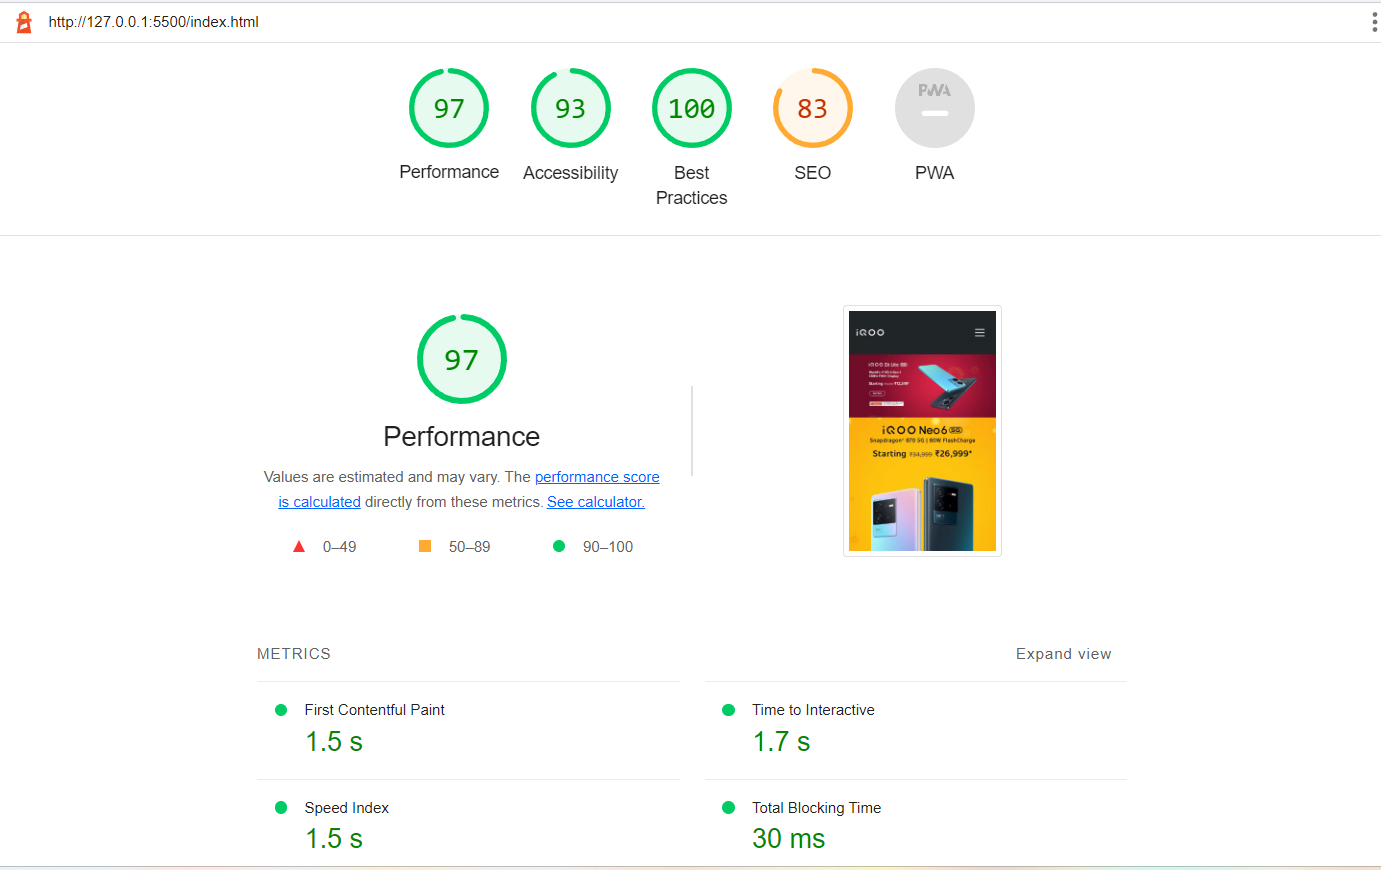 http://127.0.0.1:5500/index.html
97
93
100
83
PWA
Performance
Accessibility
Best
Practices
SEO
PWA
97
Performance
Values are estimated and may vary. The performance score
is calculated directly from these metrics. See calculator.
0–49
50–89
90–100
iQOO
Starting
iQOO Neo6 5G
Snapdragon® 870 5G | 80W FlashCharge
Starting ₹34,999 ₹26,999*
METRICS
Expand view
First Contentful Paint
1.5 s
Time to Interactive
1.7 s
Speed Index
1.5 s
Total Blocking Time
30 ms